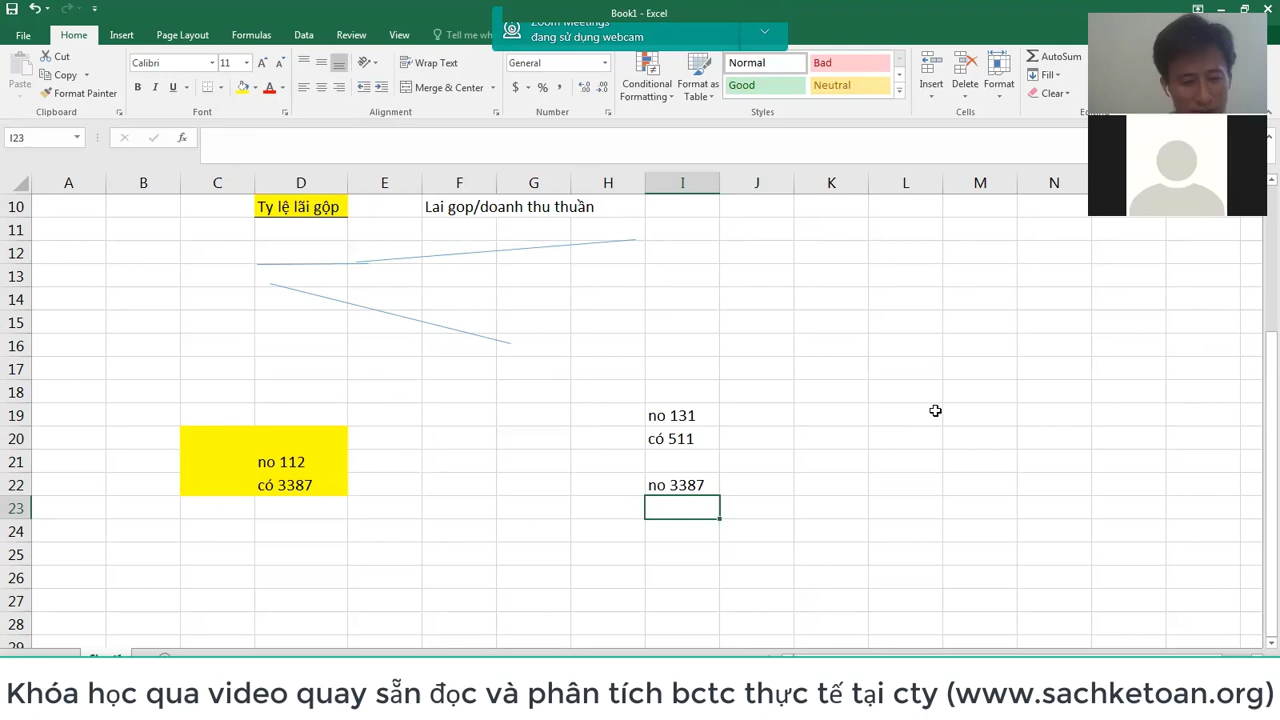 Book1 - Excel
Zoom Meetings
đang sử dụng webcam
File Home Insert Page Layout Formulas Data Review View Tell me
Cut
Copy
Format Painter
Paste
Calibri 11
B I U
Wrap Text
Merge & Center
General
$ % ,
Conditional Formatting
Format as Table
Normal Bad
Good Neutral
Insert Delete Format
AutoSum
Fill
Clear
Clipboard Font Alignment Number Styles Cells
I23 fx
A B C D E F G H I J K L M N
10 Ty lệ lãi gộp Lai gop/doanh thu thuần
11
12
13
14
15
16
17
18
19 no 131
20 có 511
21 no 112
22 có 3387 no 3387
23
24
25
26
27
28
29
Khóa học qua video quay sẵn đọc và phân tích bctc thực tế tại cty (www.sachketoan.org)